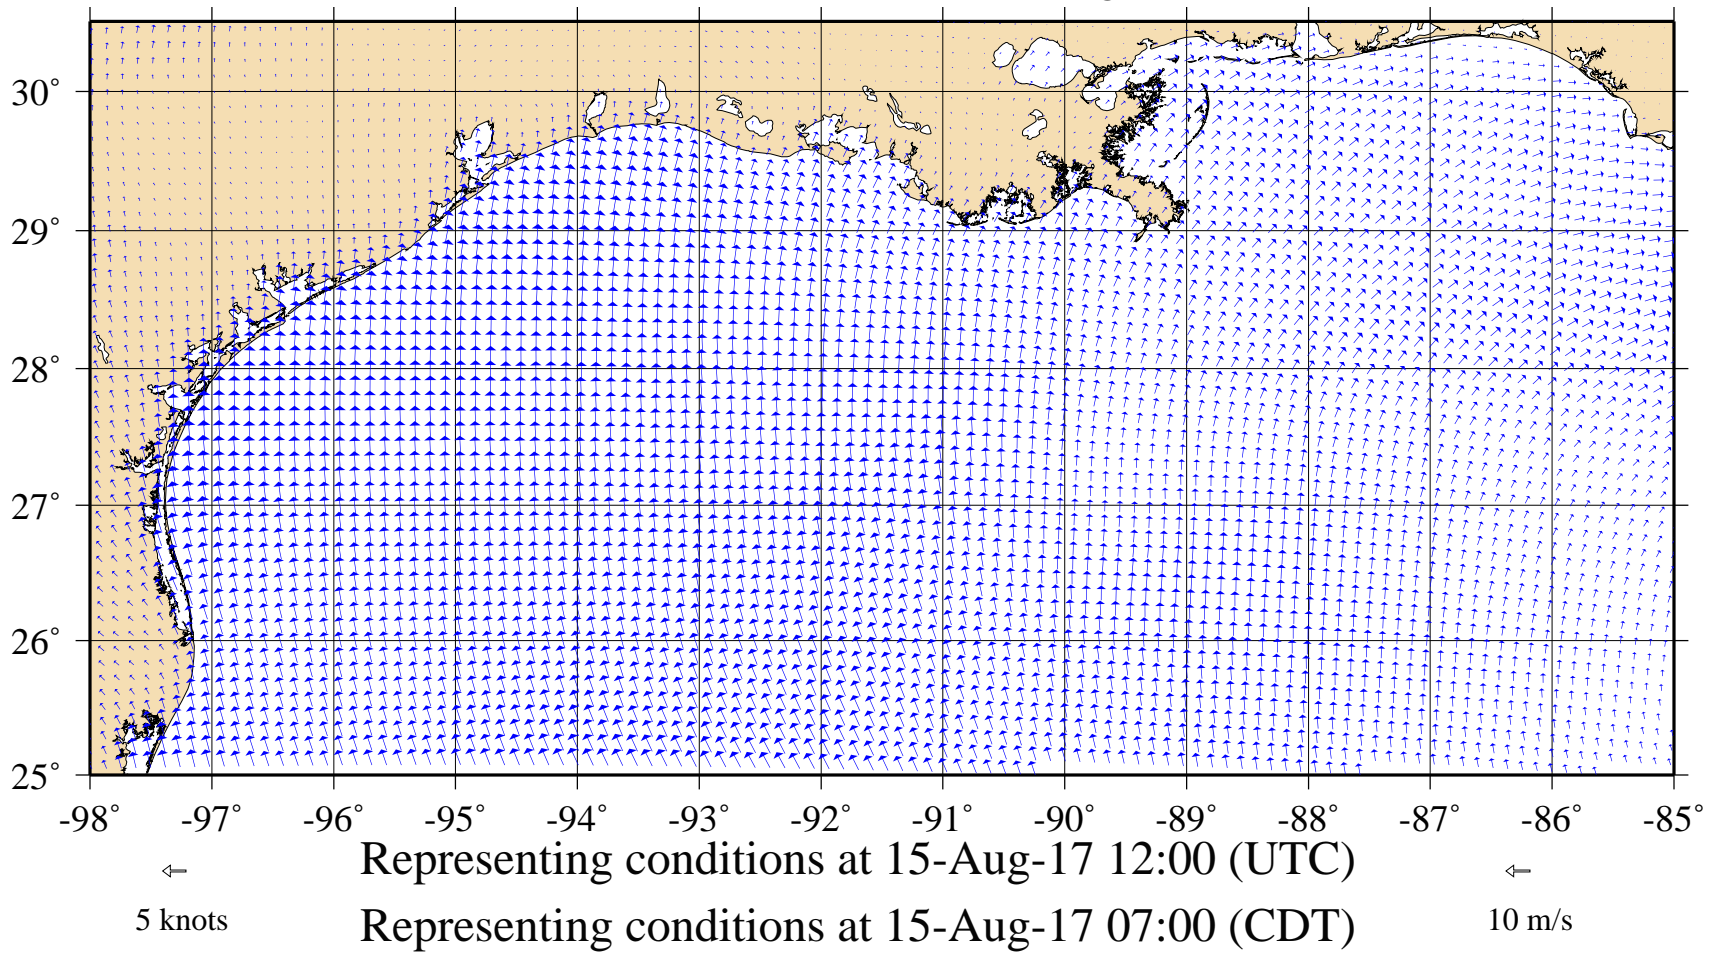 30°
29°
28°
27°
26°
25°
-98° -97° -96° -95° -94° -93° -92° -91° -90° -89° -88° -87° -86° -85°
Representing conditions at 15-Aug-17 12:00 (UTC)
5 knots
10 m/s
Representing conditions at 15-Aug-17 07:00 (CDT)